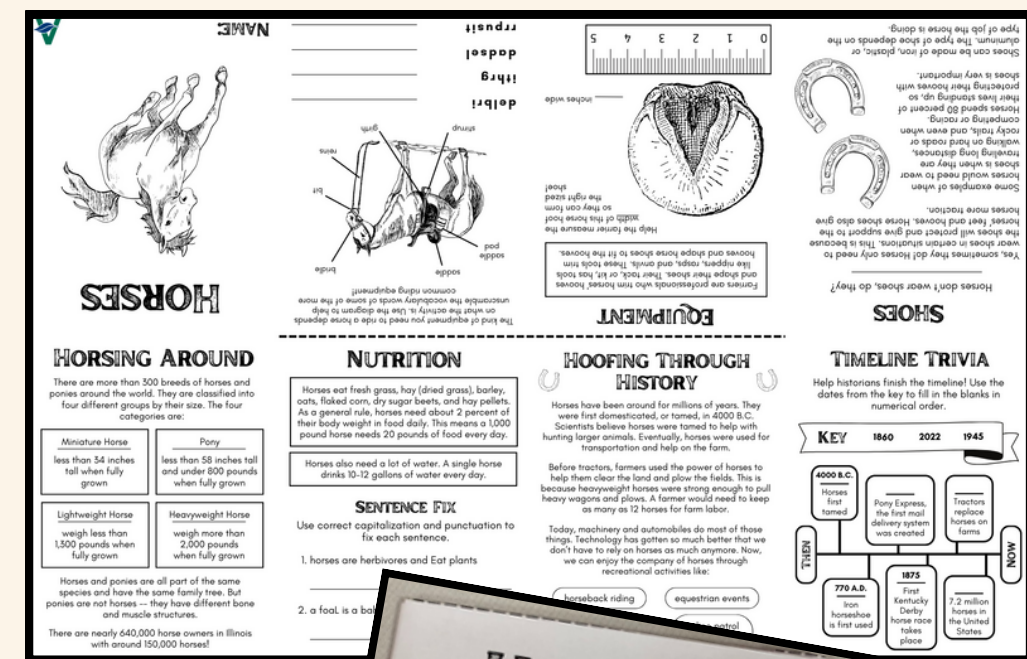 NAME:
HORSES
The kind of equipment you need to ride a horse depends
on what the activity is. Use the diagram to help
unscramble the vocabulary words of some of the more
common riding equipment!
bridle
saddle
saddle
pad
bit
reins
girth
stirrup
delbri
ithrg
dadsel
rrpusit
EQUIPMENT
Farriers are professionals who trim horses' hooves
and shape their shoes. Their tack, or kit, has tools
like nippers, rasps, and anvils. These tools trim
hooves and shape horse shoes to fit the hooves.
Help the farrier measure the
width of this horse hoof
so they can form
the right sized
shoe!
____ inches wide
0 1 2 3 4 5
SHOES
Horses don't wear shoes, do they?
Yes, sometimes they do! Horses only need to
wear shoes in certain situations. This is because
the shoes will protect and give support to the
horses' feet and hooves. Horse shoes also give
horses more traction.
Some examples of when
horses would need to wear
shoes is when they are
traveling long distances,
walking on hard roads or
rocky trails, and even when
competing or racing.
Horses spend 80 percent of
their lives standing up, so
protecting their hooves with
shoes is very important.
Shoes can be made of iron, plastic, or
aluminum. The type of shoe depends on the
type of job the horse is doing.
HORSING AROUND
There are more than 300 breeds of horses and
ponies around the world. They are classified into
four different groups by their size. The four
categories are:
Miniature Horse
less than 34 inches
tall when fully
grown
Pony
less than 58 inches tall
and under 800 pounds
when fully grown
Lightweight Horse
weigh less than
1,300 pounds when
fully grown
Heavyweight Horse
weigh more than
2,000 pounds
when fully grown
Horses and ponies are all part of the same
species and have the same family tree. But
ponies are not horses -- they have different bone
and muscle structures.
There are nearly 640,000 horse owners in Illinois
with around 150,000 horses!
NUTRITION
Horses eat fresh grass, hay (dried grass), barley,
oats, flaked corn, dry sugar beets, and hay pellets.
As a general rule, horses need about 2 percent of
their body weight in food daily. This means a 1,000
pound horse needs 20 pounds of food every day.
Horses also need a lot of water. A single horse
drinks 10-12 gallons of water every day.
SENTENCE FIX
Use correct capitalization and punctuation to
fix each sentence.
1. horses are herbivores and Eat plants
2. a foaL is a
HOOFING THROUGH
HISTORY
Horses have been around for millions of years. They
were first domesticated, or tamed, in 4000 B.C.
Scientists believe horses were tamed to help with
hunting larger animals. Eventually, horses were used for
transportation and help on the farm.
Before tractors, farmers used the power of horses to
help them clear the land and plow the fields. This is
because heavyweight horses were strong enough to pull
heavy wagons and plows. A farmer would need to keep
as many as 12 horses for farm labor.
Today, machinery and automobiles do most of those
things. Technology has gotten so much better that we
don't have to rely on horses as much anymore. Now,
we can enjoy the company of horses through
recreational activities like:
horseback riding
equestrian events
patrol
TIMELINE TRIVIA
Help historians finish the timeline! Use the
dates from the key to fill in the blanks in
numerical order.
KEY 1860 2022 1945
THEN
4000 B.C.
Horses
first
tamed
770 A.D.
Iron
horseshoe
is first used
Pony Express,
the first mail
delivery system
was created
1875
First
Kentucky
Derby
horse race
takes
place
Tractors
replace
horses on
farms
7.2 million
horses in
the United
States
NOW